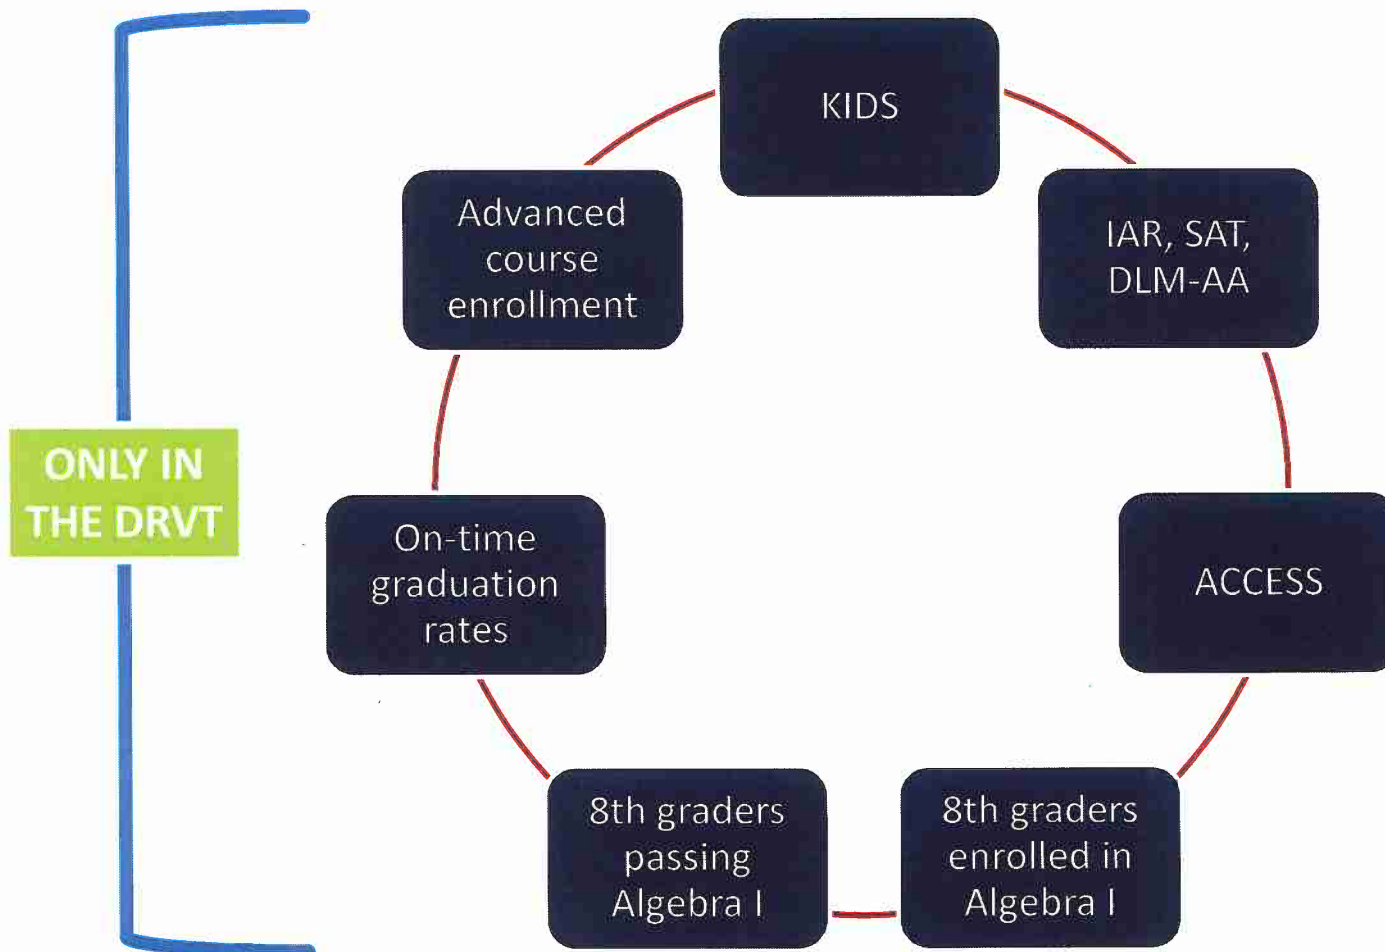 KIDS
Advanced
course
enrollment
IAR, SAT,
DLM-AA
ONLY IN
THE DRVT
On-time
graduation
rates
ACCESS
8th graders
passing
Algebra I
8th graders
enrolled in
Algebra I